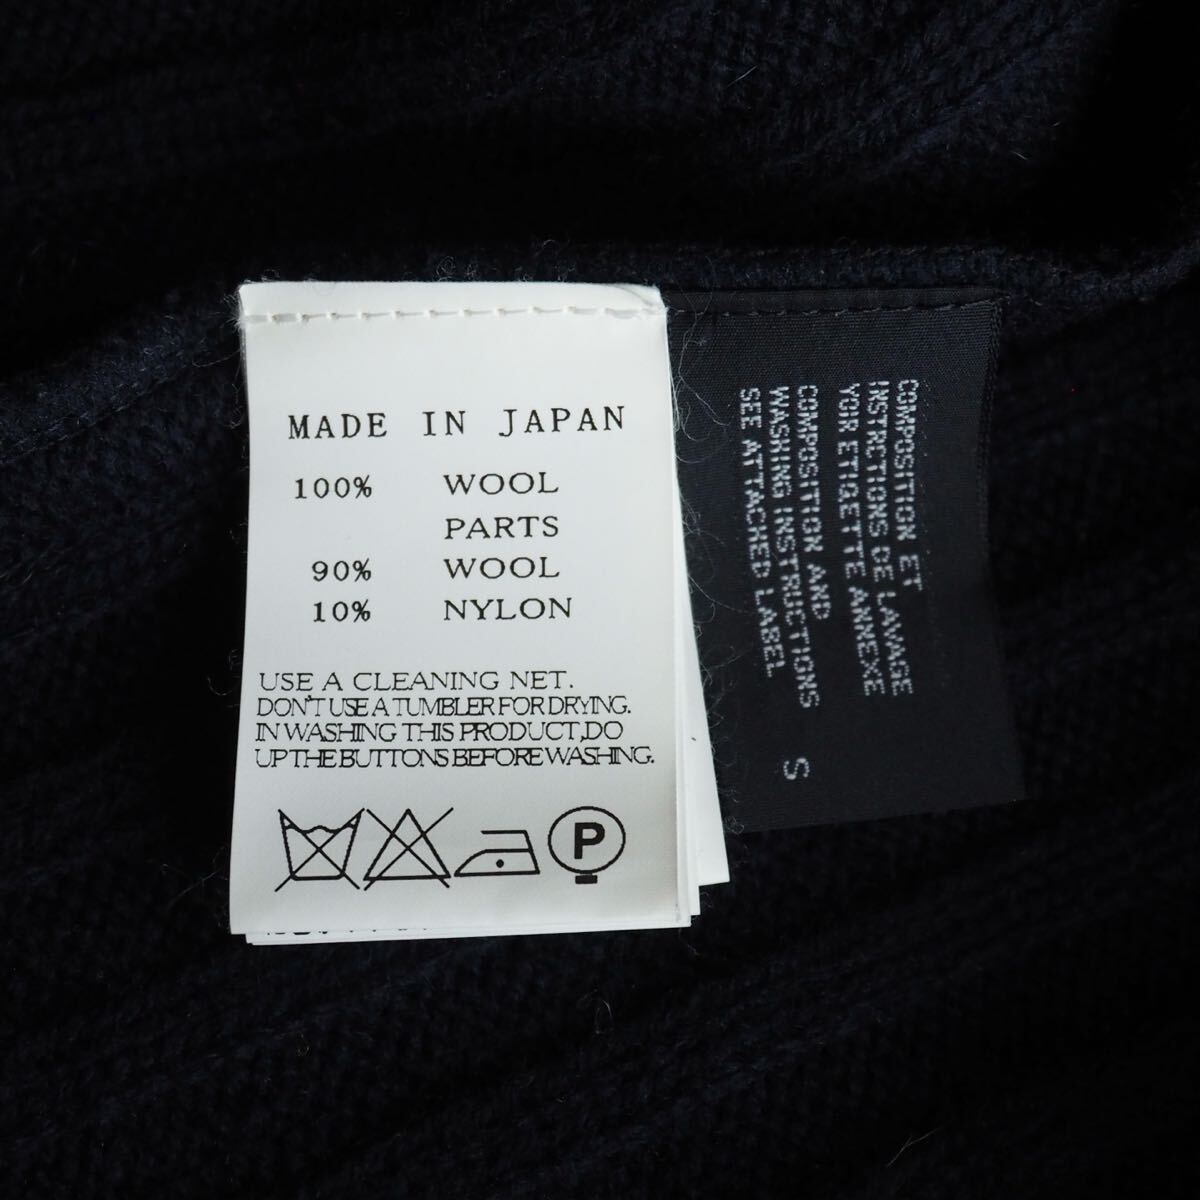 MADE IN JAPAN
100% WOOL
PARTS
90% WOOL
10% NYLON
USE A CLEANING NET.
DON'T USE A TUMBLER FOR DRYING.
IN WASHING THIS PRODUCT,DO
UP THE BUTTONS BEFORE WASHING.
P
COMPOSITION ET
INSTRUCTIONS DE LAVAGE
VOIR ETIQETTE ANNEXE
COMPOSITION AND
WASHING INSTRUCTIONS
SEE ATTACHED LABEL
S